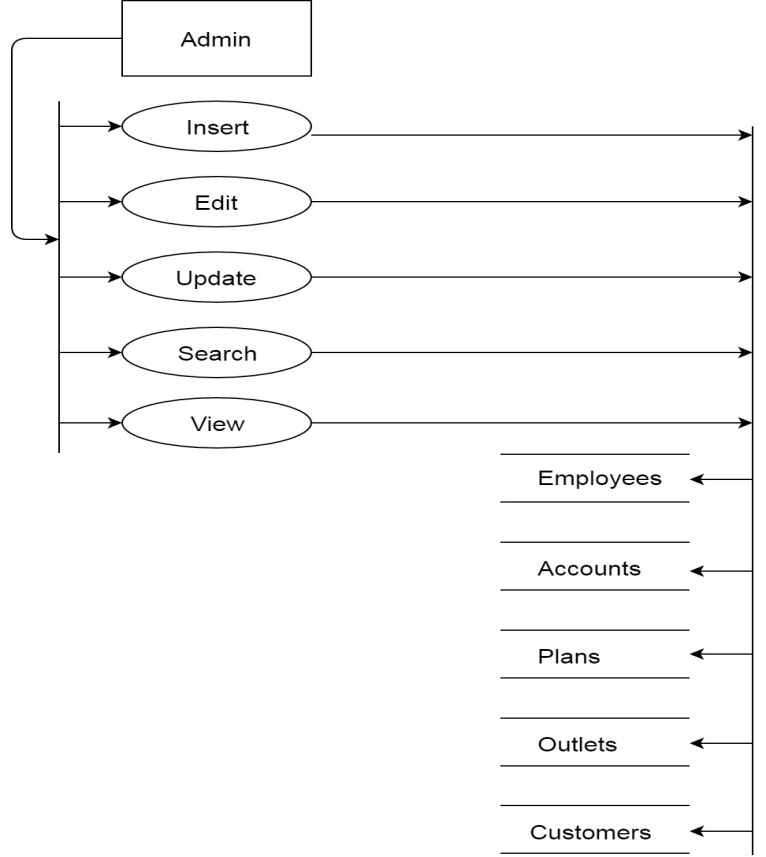 Admin
Insert
Edit
Update
Search
View
Employees
Accounts
Plans
Outlets
Customers